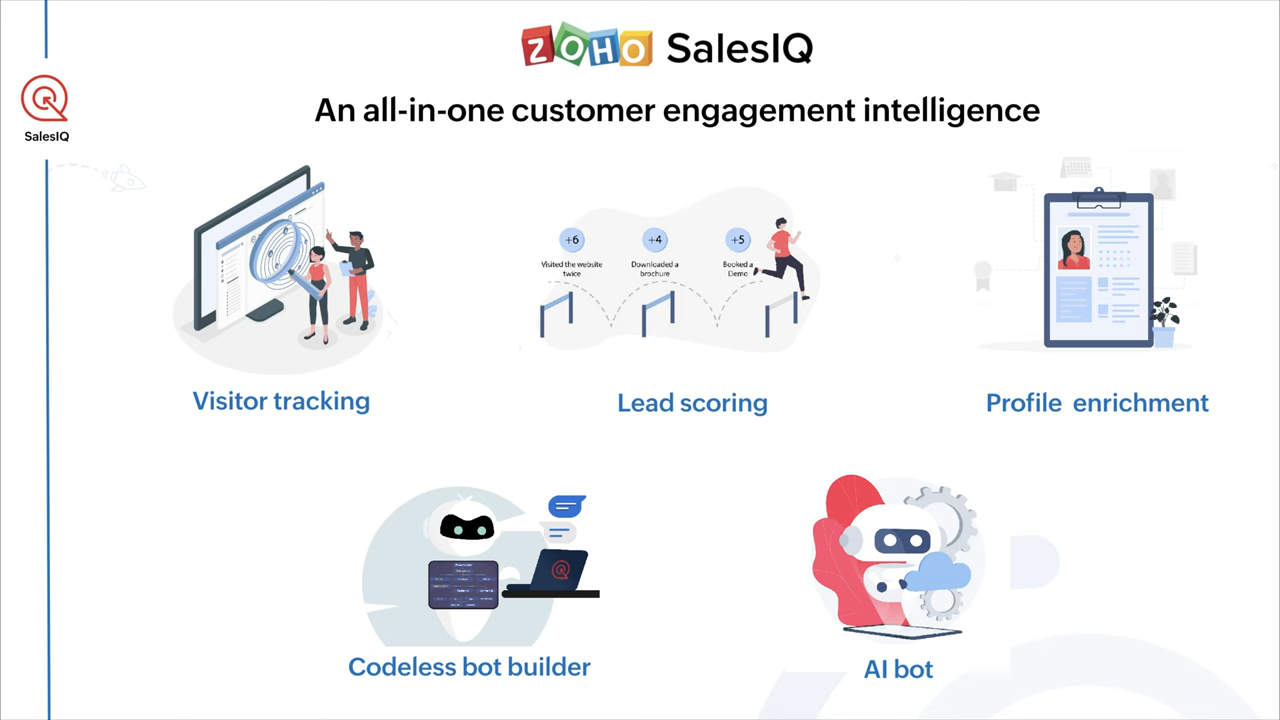 ZOHO SalesIQ
SalesIQ
An all-in-one customer engagement intelligence
+6
+4
+5
Visited the website
twice
Downloaded a
brochure
Booked a
Demo
Visitor tracking
Lead scoring
Profile enrichment
Codeless bot builder
AI bot